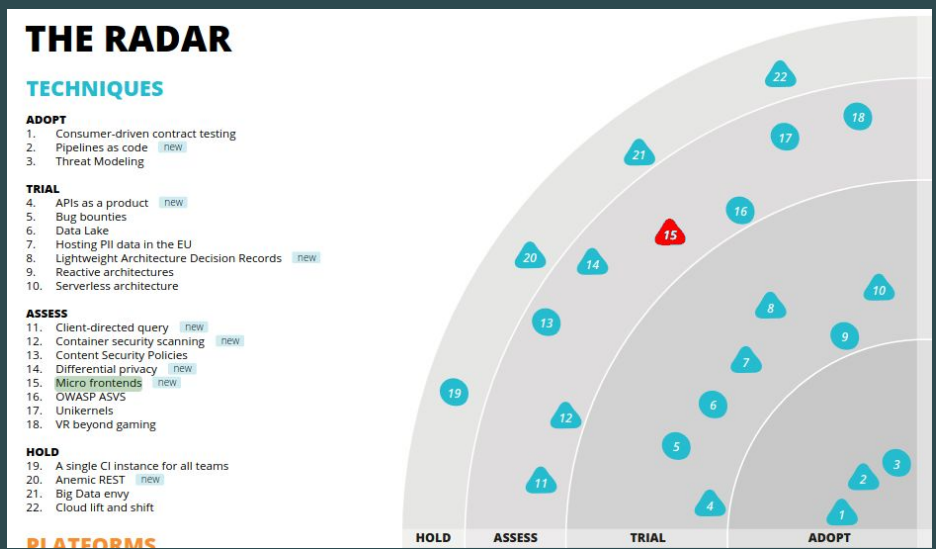 THE RADAR
TECHNIQUES
ADOPT
1. Consumer-driven contract testing
2. Pipelines as code new
3. Threat Modeling
TRIAL
4. APIs as a product new
5. Bug bounties
6. Data Lake
7. Hosting PII data in the EU
8. Lightweight Architecture Decision Records new
9. Reactive architectures
10. Serverless architecture
ASSESS
11. Client-directed query new
12. Container security scanning new
13. Content Security Policies
14. Differential privacy new
15. Micro frontends new
16. OWASP ASVS
17. Unikernels
18. VR beyond gaming
HOLD
19. A single CI instance for all teams
20. Anemic REST new
21. Big Data envy
22. Cloud lift and shift
PLATFORMS
22
18
17
21
16
15
20
14
10
8
13
9
7
19
6
12
5
3
2
11
4
1
HOLD ASSESS TRIAL ADOPT